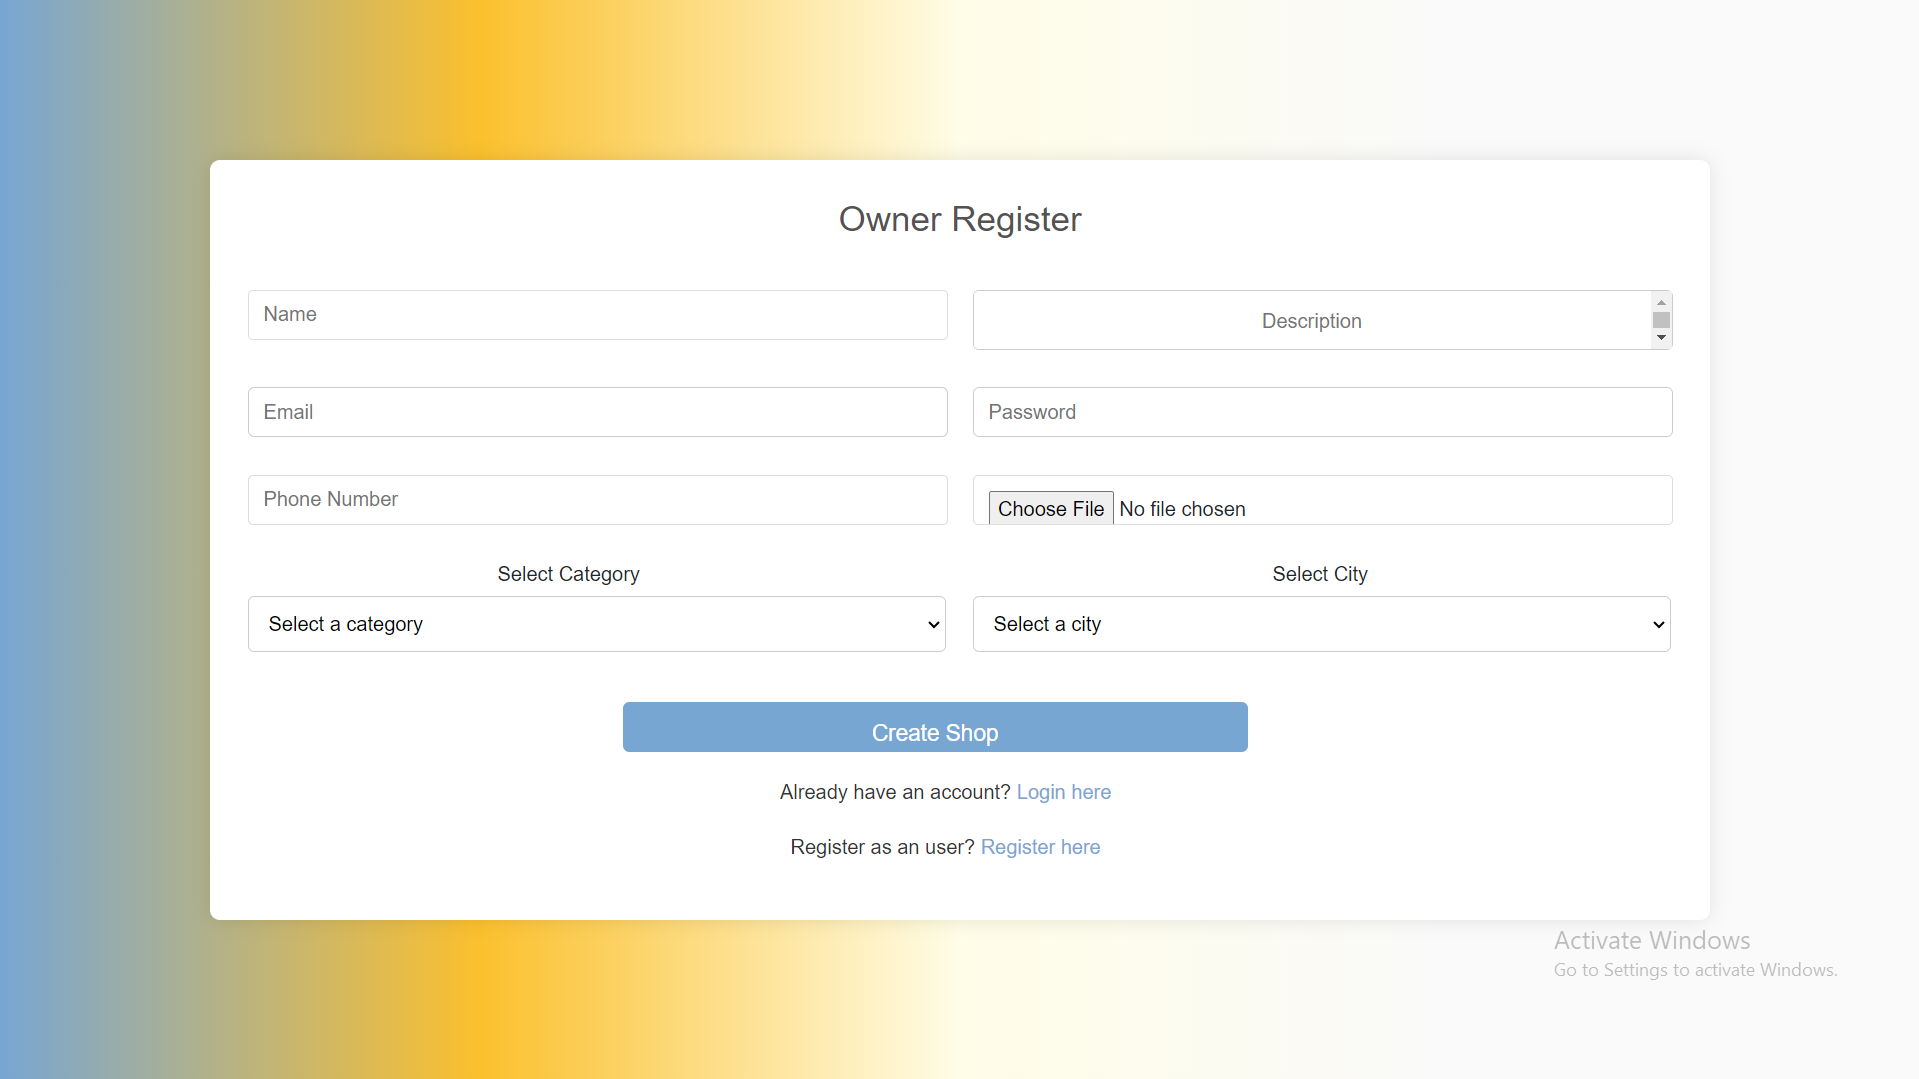 Owner Register
Name
Description
Email
Password
Phone Number
Choose File No file chosen
Select Category
Select City
Select a category
Select a city
Create Shop
Already have an account? Login here
Register as an user? Register here
Activate Windows
Go to Settings to activate Windows.